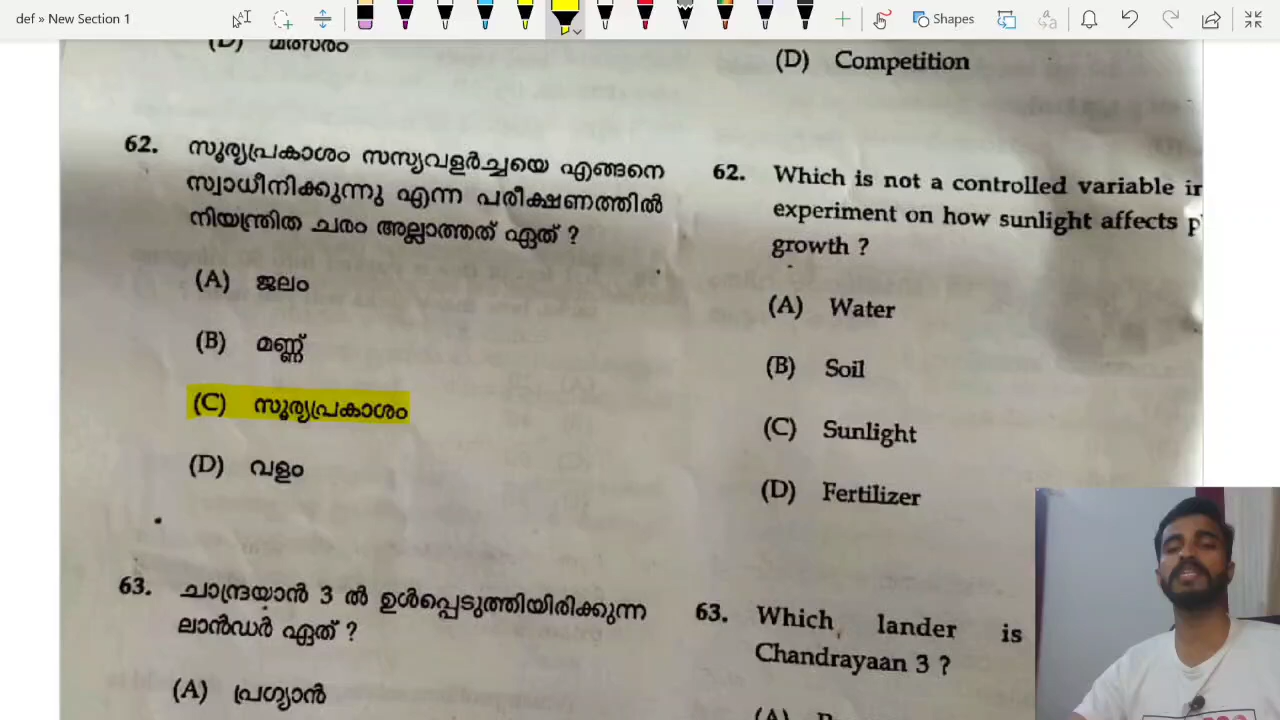 def » New Section 1
Shapes
(D) മത്സരം
62. സൂര്യപ്രകാശം സസ്യവളർച്ചയെ എങ്ങനെ
സ്വാധീനിക്കുന്നു എന്ന പരീക്ഷണത്തിൽ
നിയന്ത്രിത ചരം അല്ലാത്തത് ഏത് ?
(A) ജലം
(B) മണ്ണ്
(C) സൂര്യപ്രകാശം
(D) വളം
63. ചാന്ദ്രയാൻ 3 ൽ ഉൾപ്പെടുത്തിയിരിക്കുന്ന
ലാൻഡർ ഏത് ?
(A) പ്രഗ്യാൻ
(D) Competition
62. Which is not a controlled variable in
experiment on how sunlight affects p
growth ?
(A) Water
(B) Soil
(C) Sunlight
(D) Fertilizer
63. Which lander is
Chandrayaan 3 ?
(A)